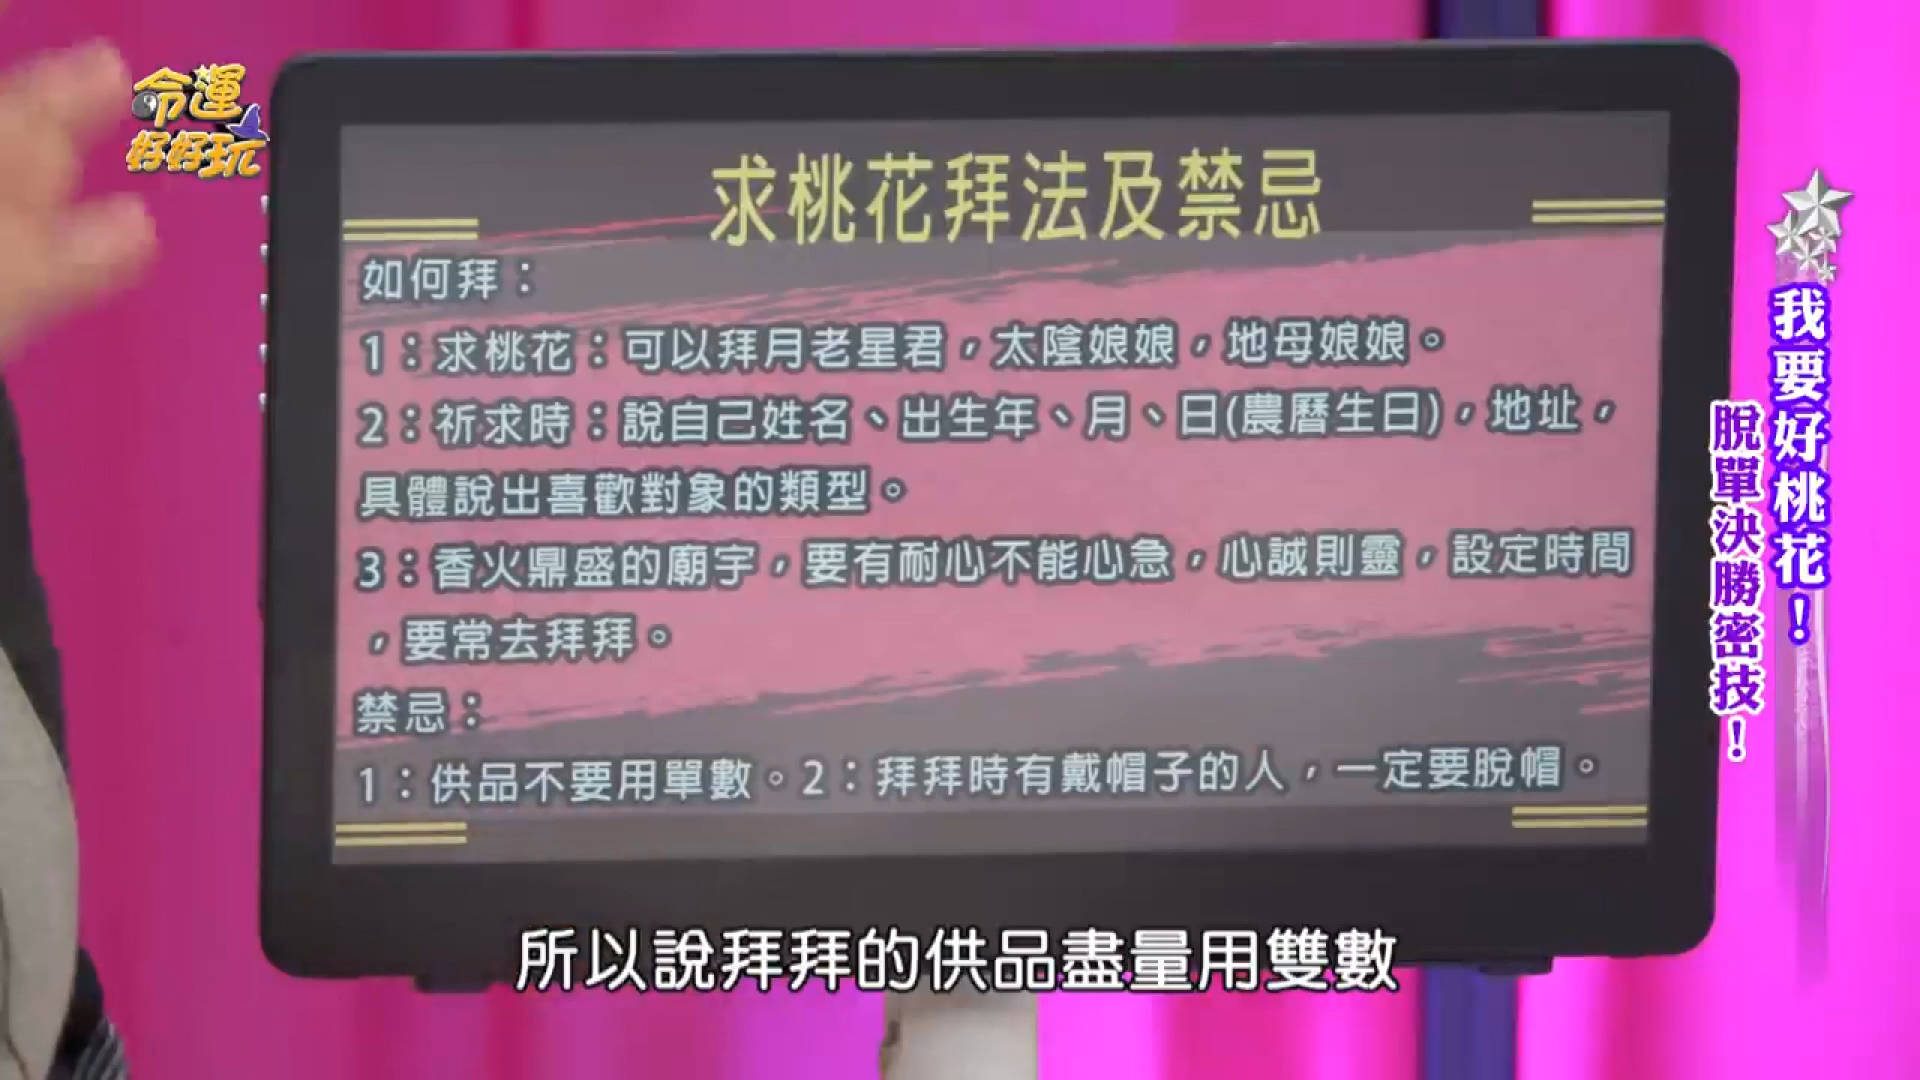 命運
好好玩
求桃花拜法及禁忌
如何拜：
1：求桃花：可以拜月老星君，太陰娘娘，地母娘娘。
2：祈求時：說自己姓名、出生年、月、日(農曆生日)，地址，
具體說出喜歡對象的類型。
3：香火鼎盛的廟宇，要有耐心不能心急，心誠則靈，設定時間
，要常去拜拜。
禁忌：
1：供品不要用單數。2：拜拜時有戴帽子的人，一定要脫帽。
我要好桃花！
脫單決勝密技！
所以說拜拜的供品盡量用雙數